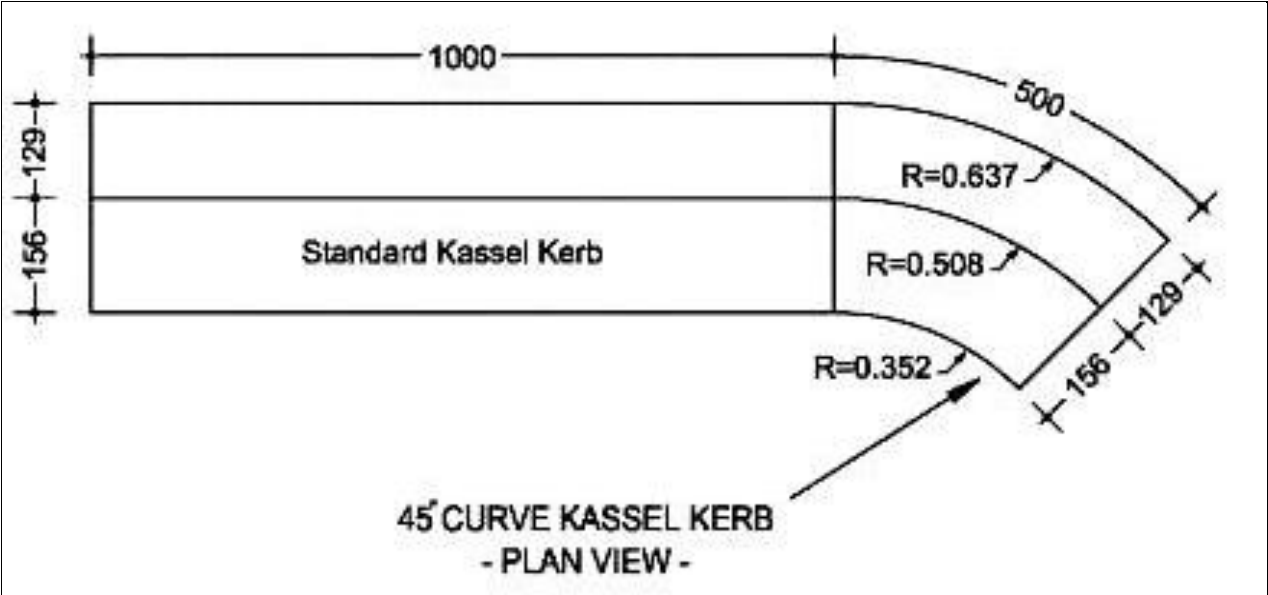 1000
500
129
R=0.637
156
Standard Kassel Kerb
R=0.508
129
R=0.352
156
45° CURVE KASSEL KERB
- PLAN VIEW -